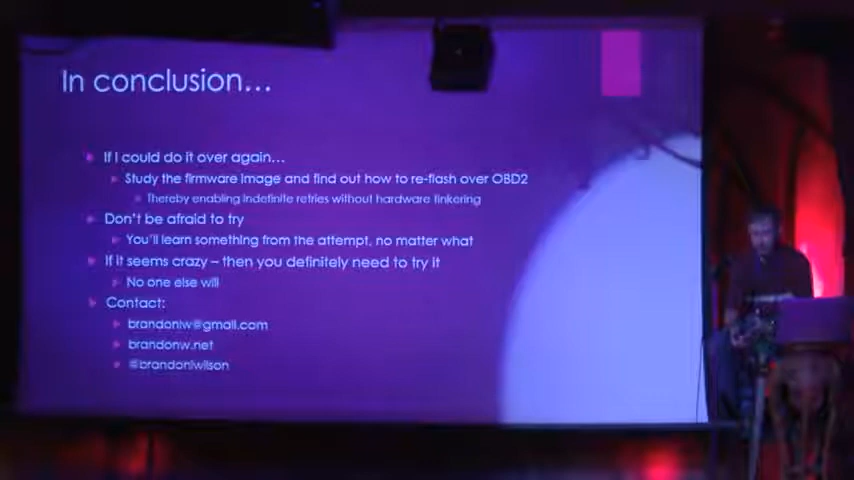 In conclusion...
If I could do it over again...
Study the firmware image and find out how to re-flash over OBD2
Thereby enabling indefinite retries without hardware tinkering
Don't be afraid to try
You'll learn something from the attempt, no matter what
If it seems crazy – then you definitely need to try it
No one else will
Contact:
brandonlw@gmail.com
brandonw.net
@brandonlwilson